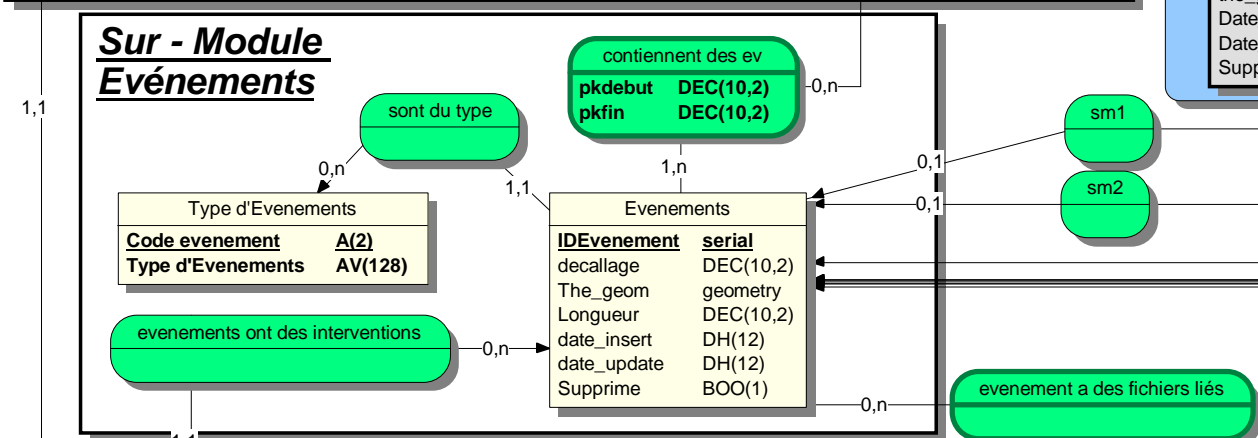 Sur - Module
Evénements
contiennent des ev
pkdebut DEC(10,2)
pkfin DEC(10,2)
0,n
1,1
sont du type
0,n
1,1
1,n
0,1
0,1
sm1
sm2
Date
Date
Supp
Type d'Evenements
Code evenement A(2)
Type d'Evenements AV(128)
Evenements
IDEvenement serial
decallage DEC(10,2)
The_geom geometry
Longueur DEC(10,2)
date_insert DH(12)
date_update DH(12)
Supprime BOO(1)
evenements ont des interventions
0,n
0,n
evenement a des fichiers liés